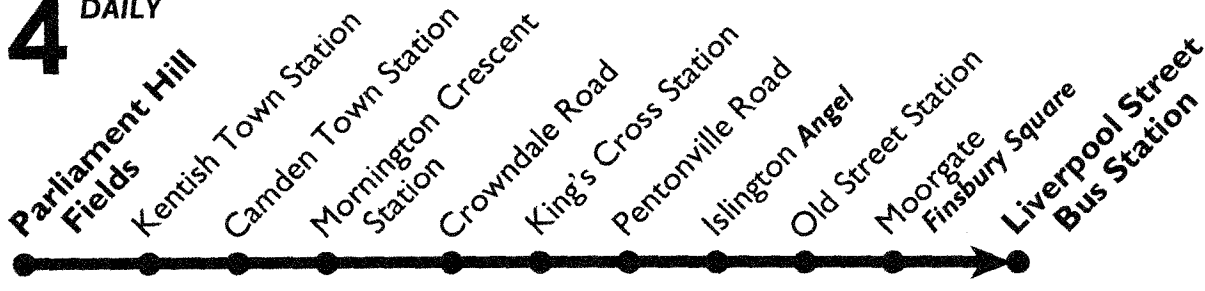 4
DAILY
Parliament Hill
Fields
Kentish Town Station
Camden Town Station
Mornington Crescent
Station
Crowndale Road
King's Cross Station
Pentonville Road
Islington Angel
Old Street Station
Moorgate
Finsbury Square
Liverpool Street
Bus Station